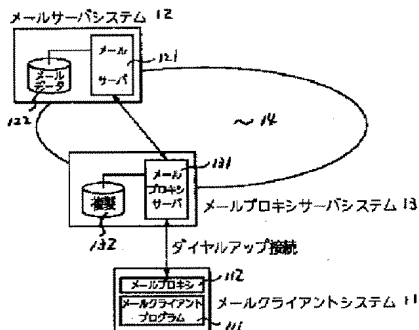 メールサーバシステム 12
メール
サーバ
121
メール
データ
122
~14
メール
プロキシ
サーバ
131
複製
132
メールプロキシサーバシステム 13
ダイヤルアップ接続
112
メールプロキシ
メールクライアント
プログラム
メールクライアントシステム 11
111